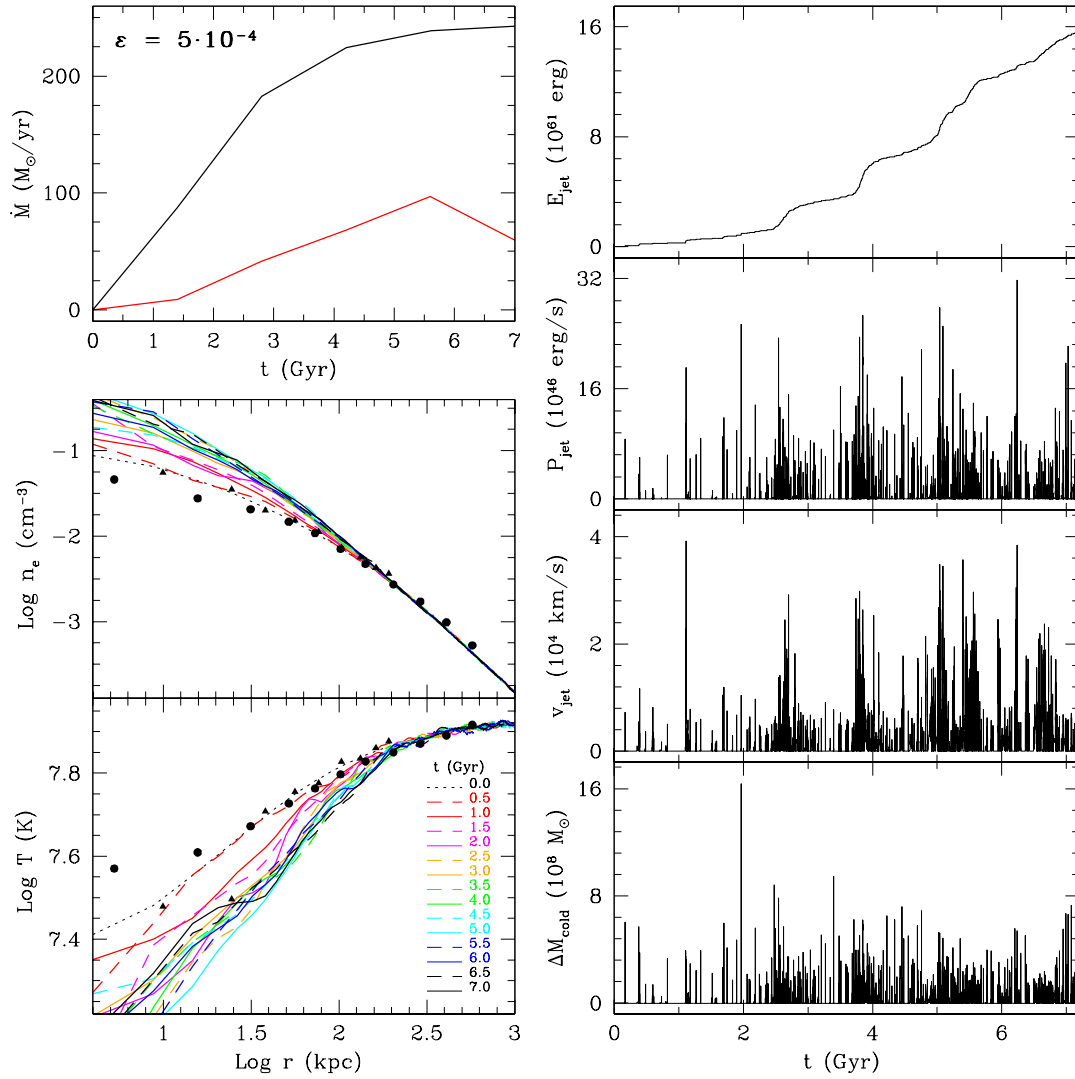 ε = 5·10⁻⁴
Ṁ (M⊙/yr)
200
100
0
0 1 2 3 4 5 6 7
t (Gyr)
Log nₑ (cm⁻³)
−1
−2
−3
Log T (K)
7.8
7.6
7.4
t (Gyr)
0.0
0.5
1.0
1.5
2.0
2.5
3.0
3.5
4.0
4.5
5.0
5.5
6.0
6.5
7.0
1 1.5 2 2.5 3
Log r (kpc)
E_jet (10⁶¹ erg)
16
8
0
P_jet (10⁴⁶ erg/s)
32
16
0
v_jet (10⁴ km/s)
4
2
0
ΔM_cold (10⁸ M⊙)
16
8
0
0 2 4 6
t (Gyr)